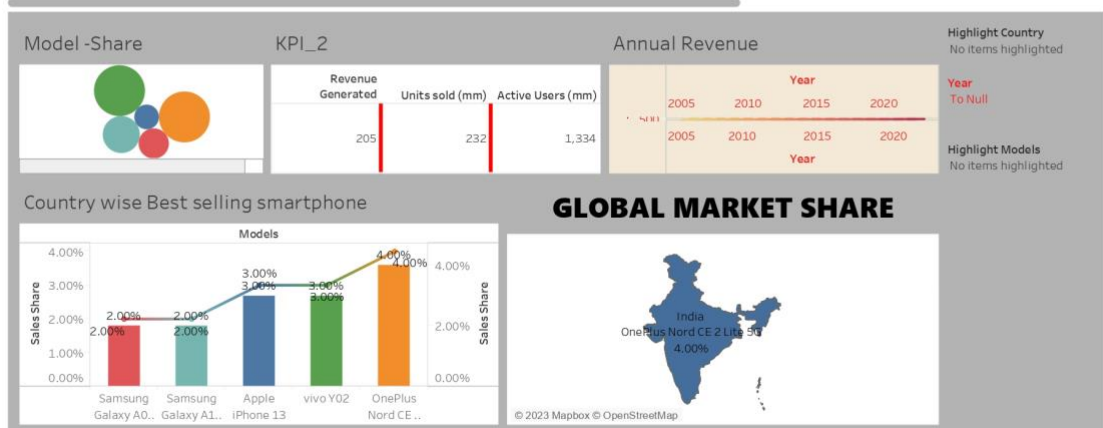 Model -Share
KPI_2
Revenue
Generated
Units sold (mm)
Active Users (mm)
205
232
1,334
Annual Revenue
Year
2005
2010
2015
2020
2005
2010
2015
2020
Year
Highlight Country
No items highlighted
Year
To Null
Highlight Models
No items highlighted
Country wise Best selling smartphone
Models
Sales Share
4.00%
3.00%
2.00%
1.00%
0.00%
2.00%
2.00%
2.00%
2.00%
3.00%
3.00%
3.00%
3.00%
4.00%
4.00%
4.00%
2.00%
0.00%
Sales Share
Samsung
Galaxy A0..
Samsung
Galaxy A1..
Apple
iPhone 13
vivo Y02
OnePlus
Nord CE ..
GLOBAL MARKET SHARE
India
OnePlus Nord CE 2 Lite 5G
4.00%
© 2023 Mapbox © OpenStreetMap